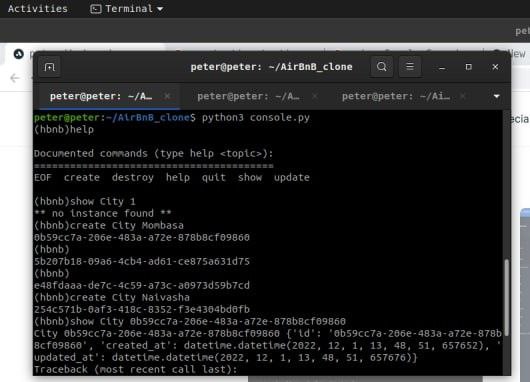 Activities Terminal
pe
New
peter@peter: ~/AirBnB_clone
peter@peter: ~/A... × peter@peter: ~/A... × peter@peter: ~/Ai... ×
ecia
peter@peter:~/AirBnB_clone$ python3 console.py
(hbnb)help
Documented commands (type help <topic>):
========================================
EOF create destroy help quit show update
(hbnb)show City 1
** no instance found **
(hbnb)create City Mombasa
0b59cc7a-206e-483a-a72e-878b8cf09860
(hbnb)
5b207b18-09a6-4cb4-ad61-ce875a631d75
(hbnb)
e48fdaaa-de7c-4c59-a73c-a0973d59b7cd
(hbnb)create City Naivasha
254c571b-0af3-418c-8352-f3e4304bd0fb
(hbnb)show City 0b59cc7a-206e-483a-a72e-878b8cf09860
City 0b59cc7a-206e-483a-a72e-878b8cf09860 {'id': '0b59cc7a-206e-483a-a72e-878b
8cf09860', 'created_at': datetime.datetime(2022, 12, 1, 13, 48, 51, 657652), '
updated_at': datetime.datetime(2022, 12, 1, 13, 48, 51, 657676)}
Traceback (most recent call last):